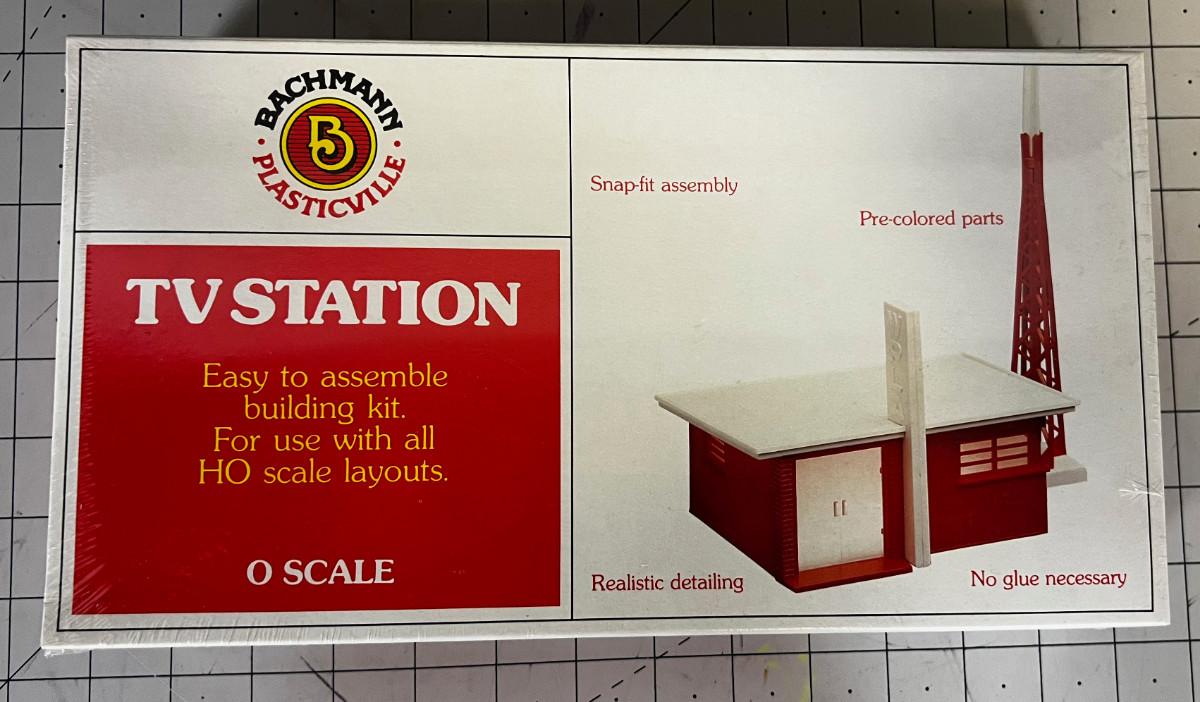 BACHMANN
B
PLASTICVILLE
TV STATION
Easy to assemble
building kit.
For use with all
HO scale layouts.
O SCALE
Snap-fit assembly
Pre-colored parts
Realistic detailing
No glue necessary